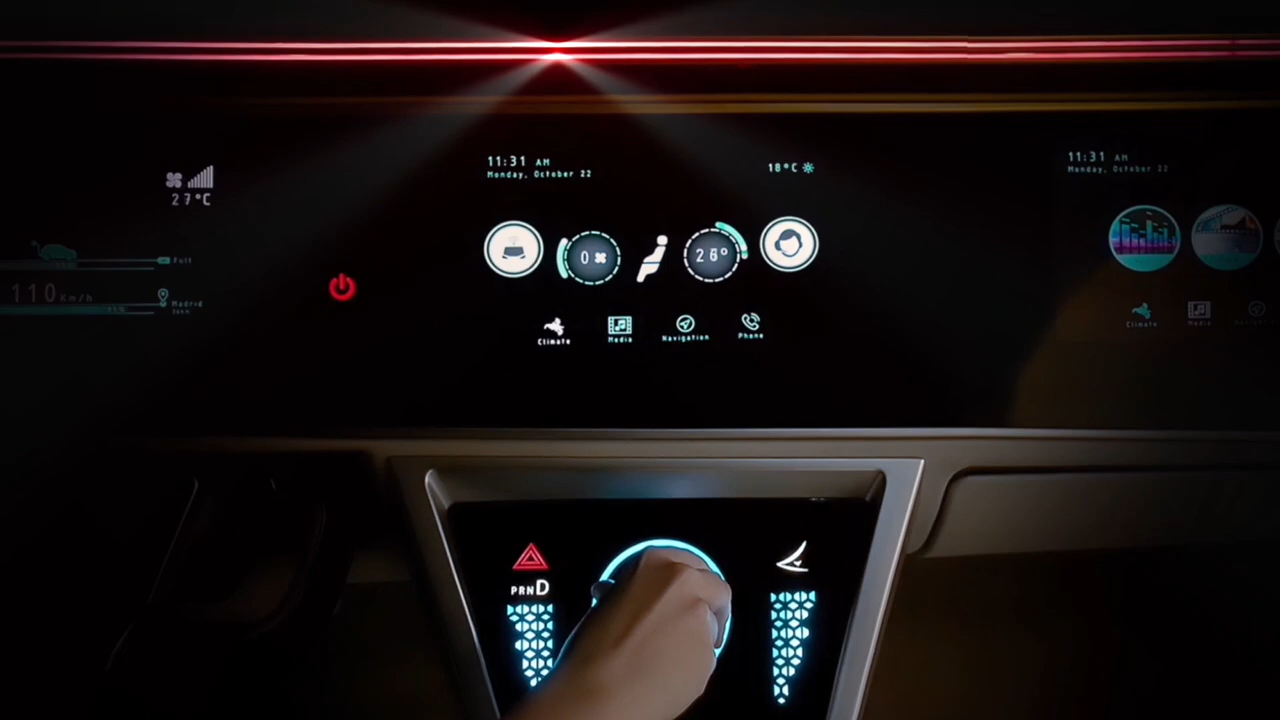 27°C
Full
110 Km/h
Madrid
11:31 AM
Monday, October 22
18°C
0
26°
Climate
Media
Navigation
Phone
11:31 AM
Monday, October 22
Climate
Media
PRND